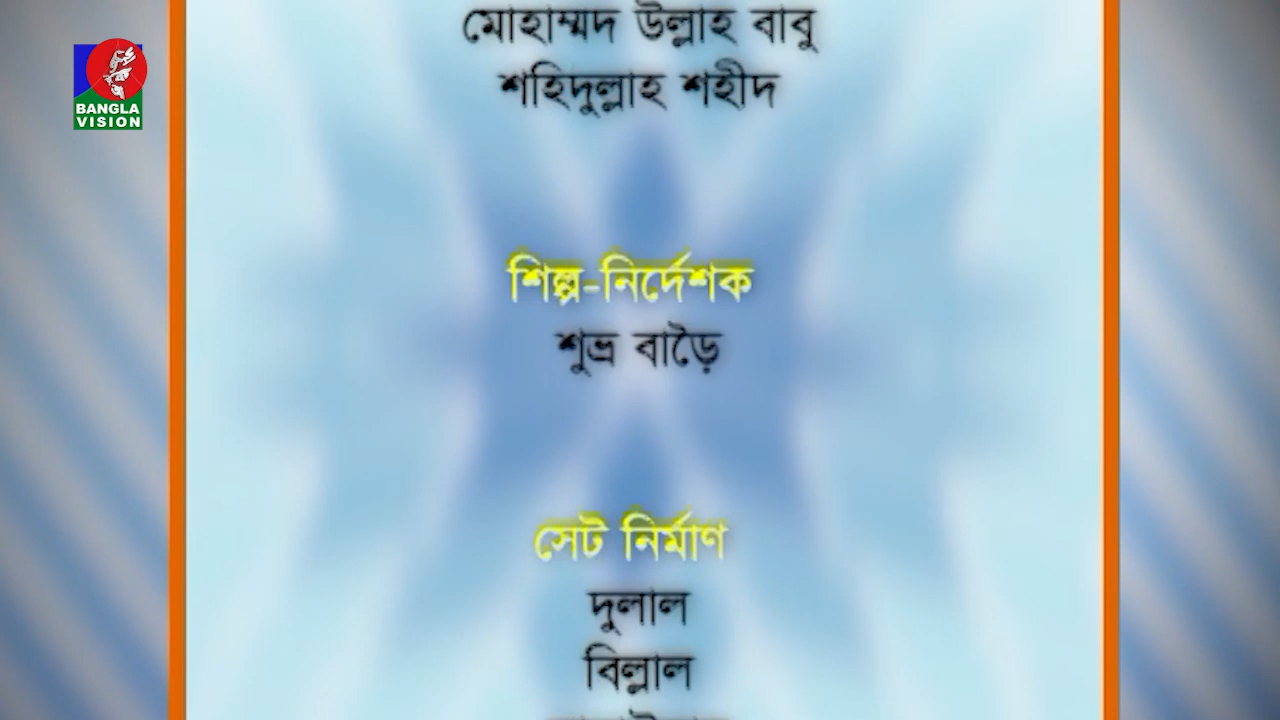 মোহাম্মদ উল্লাহ বাবু
শহিদুল্লাহ শহীদ
BANGLA
VISION
শিল্প-নির্দেশক
শুভ্র বাড়ৈ
সেট নির্মাণ
দুলাল
বিল্লাল